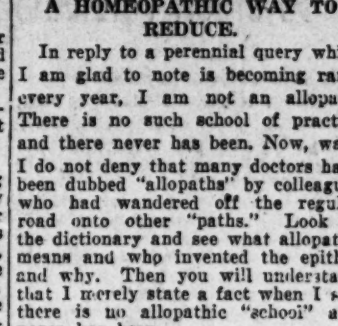 A HOMEOPATHIC WAY TO
REDUCE.
In reply to a perennial query whi
I am glad to note is becoming ra
every year, I am not an allopa
There is no such school of pract
and there never has been. Now, wa
I do not deny that many doctors ha
been dubbed "allopaths" by colleagu
who had wandered off the regul
road onto other "paths." Look
the dictionary and see what allopat
means and who invented the epith
and why. Then you will understa
that I merely state a fact when I s
there is no allopathic "school" a